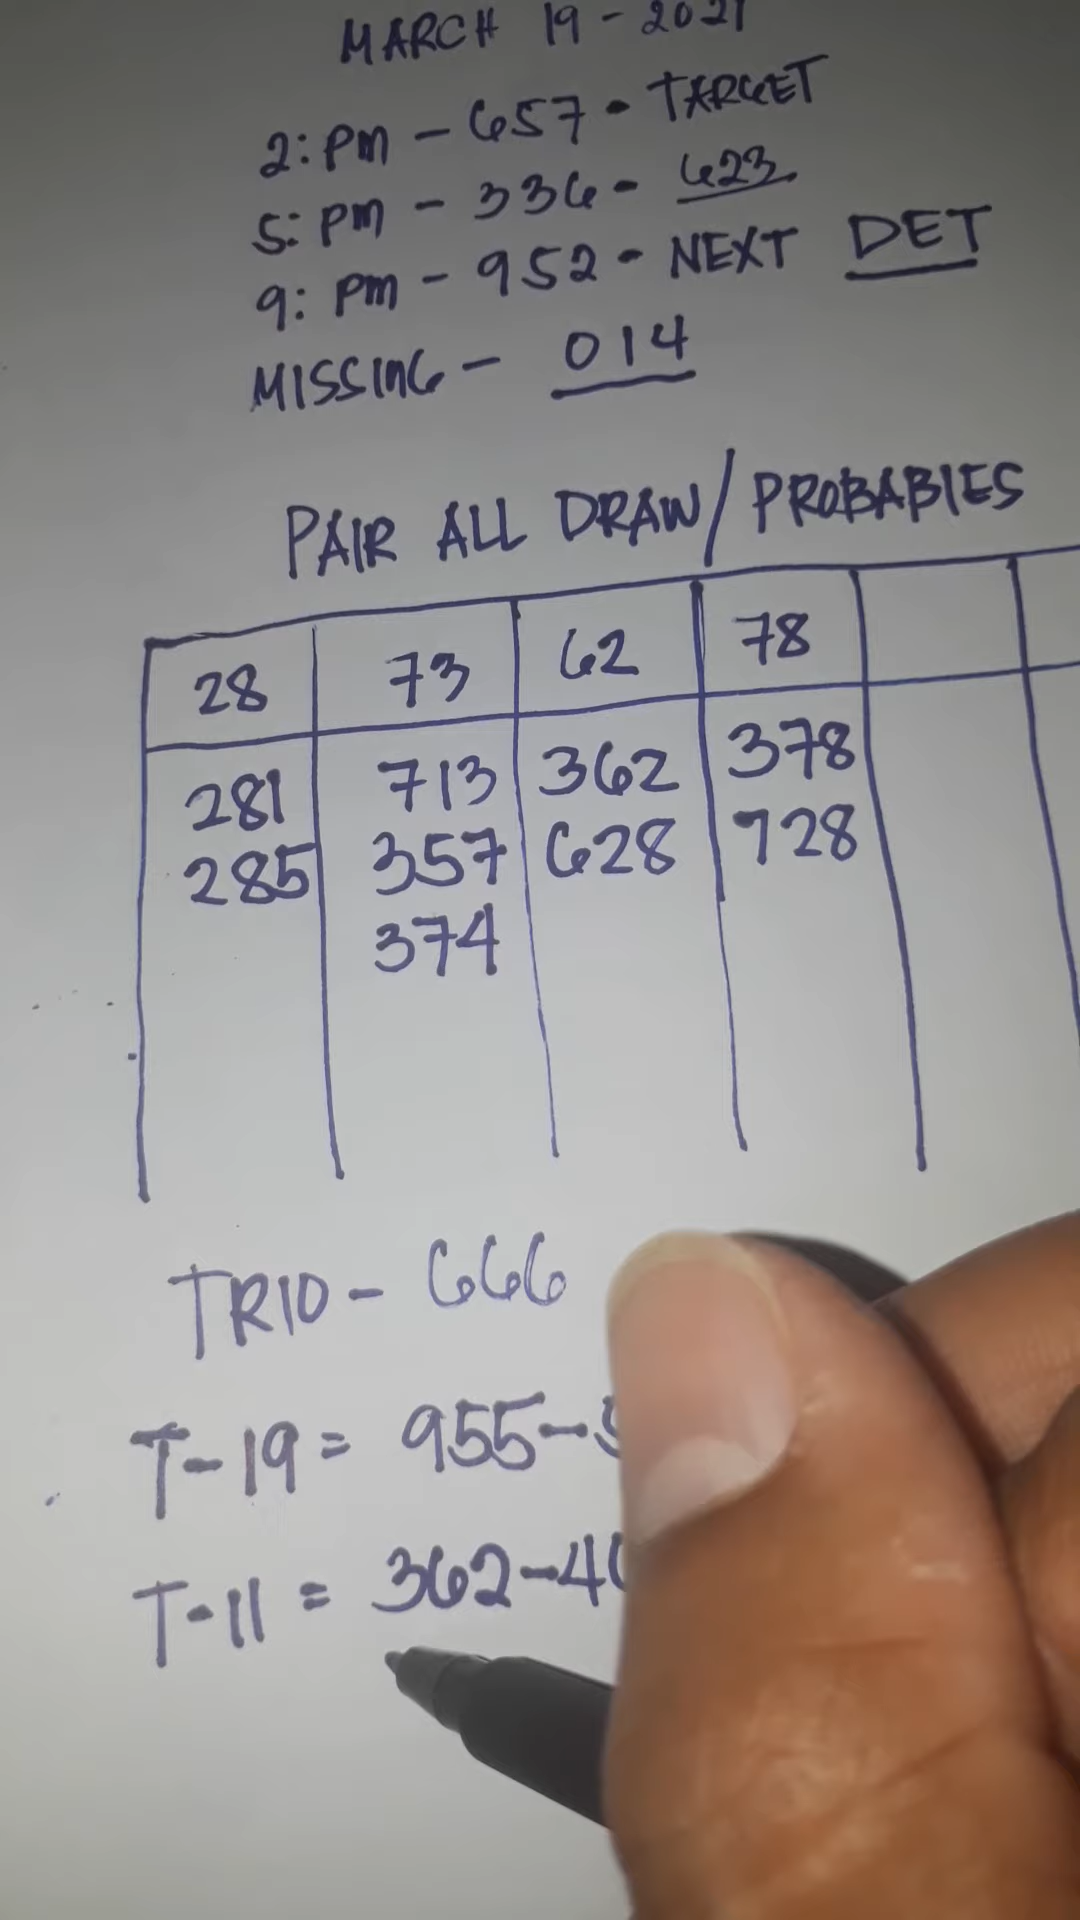 MARCH 19-2021
2:PM - 657 - TARGET
5:PM - 336 - 623
9:PM - 952 - NEXT DET
MISSING - 014
PAIR ALL DRAW/PROBABIES
28 73 62 78
281 713 362 378
285 357 628 728
374
TRIO - 666
T-19 = 955-
T-11 = 362-4